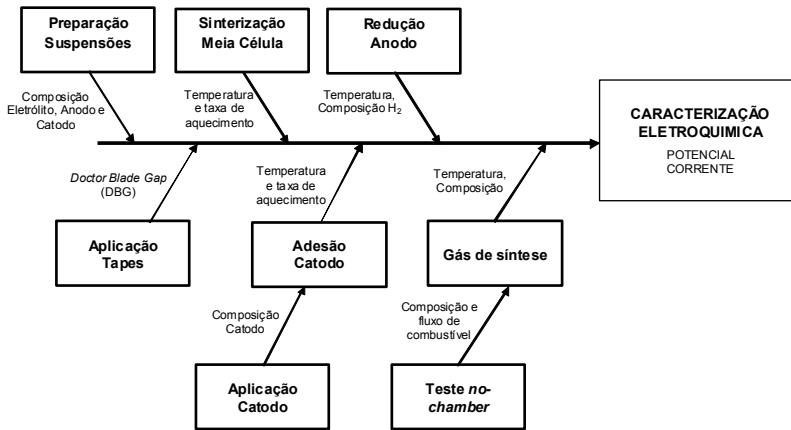 Preparação
Suspensões
Sinterização
Meia Célula
Redução
Anodo
Composição
Eletrólito, Anodo e
Catodo
Temperatura
e taxa de
aquecimento
Temperatura,
Composição H₂
CARACTERIZAÇÃO
ELETROQUIMICA
POTENCIAL
CORRENTE
Doctor Blade Gap
(DBG)
Temperatura
e taxa de
aquecimento
Temperatura,
Composição
Aplicação
Tapes
Adesão
Catodo
Gás de síntese
Composição
Catodo
Composição e
fluxo de
combustível
Aplicação
Catodo
Teste no-
chamber